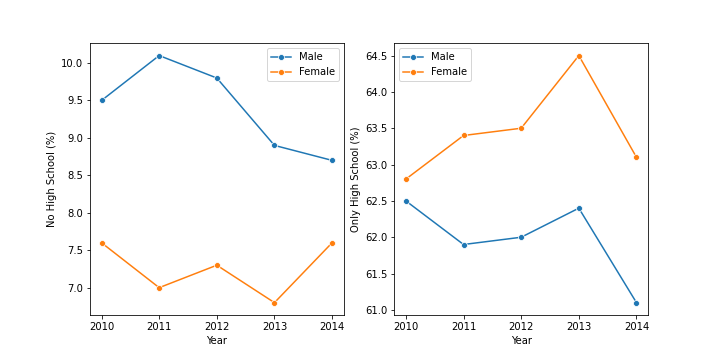 No High School (%)
10.0
9.5
9.0
8.5
8.0
7.5
7.0
2010 2011 2012 2013 2014
Year
Male
Female
Only High School (%)
64.5
64.0
63.5
63.0
62.5
62.0
61.5
61.0
2010 2011 2012 2013 2014
Year
Male
Female